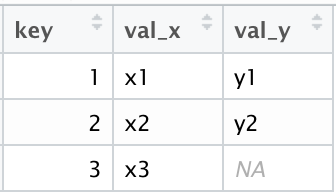 key val_x val_y
1 x1 y1
2 x2 y2
3 x3 NA